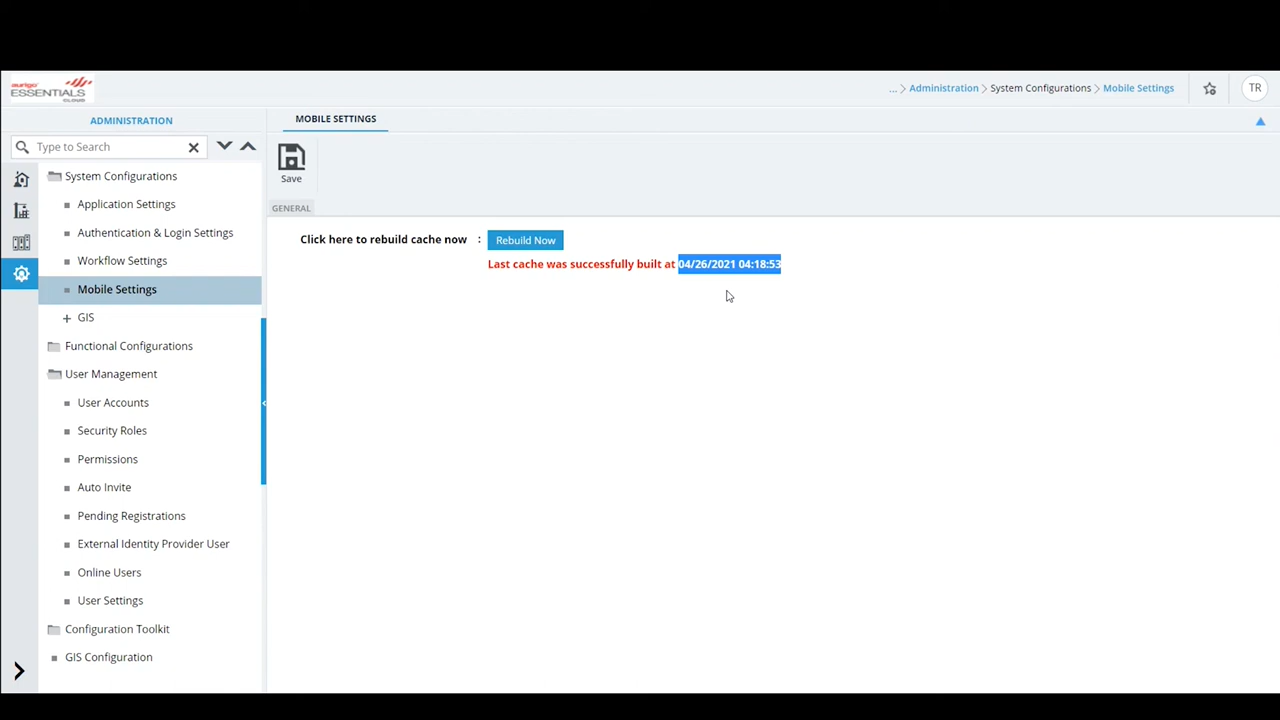 aurigo
ESSENTIALS
CLOUD
... > Administration > System Configurations > Mobile Settings
TR
ADMINISTRATION
MOBILE SETTINGS
Type to Search
Save
System Configurations
GENERAL
Application Settings
Authentication & Login Settings
Click here to rebuild cache now : Rebuild Now
Workflow Settings
Last cache was successfully built at 04/26/2021 04:18:53
Mobile Settings
GIS
Functional Configurations
User Management
User Accounts
Security Roles
Permissions
Auto Invite
Pending Registrations
External Identity Provider User
Online Users
User Settings
Configuration Toolkit
GIS Configuration